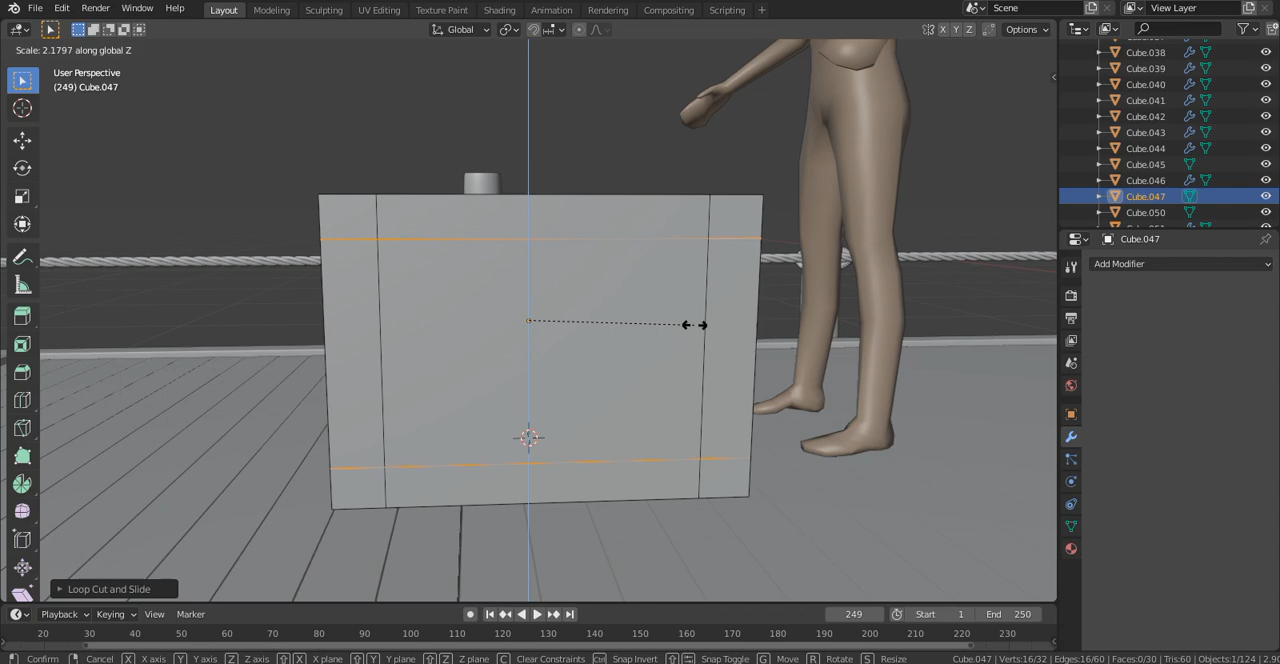 File Edit Render Window Help Layout Modeling Sculpting UV Editing Texture Paint Shading Animation Rendering Compositing Scripting + Scene View Layer
Global X Y Z Options
Scale: 2.1797 along global Z
User Perspective
(249) Cube.047
Cube.038
Cube.039
Cube.040
Cube.041
Cube.042
Cube.043
Cube.044
Cube.045
Cube.046
Cube.047
Cube.050
Cube.047
Add Modifier
Loop Cut and Slide
Playback Keying View Marker 249 Start 1 End 250
20 30 80 90 100 110 120 130 140 150 160 170 180 190 200 210 220 230
Confirm Cancel X X axis Y Y axis Z Z axis X X plane Y Y plane Z Z plane C Clear Constraints Ctrl Snap Invert Snap Toggle G Move R Rotate S Resize Cube.047 | Verts:16/32 | Edges:16/60 | Faces:0/30 | Tris:60 | Objects:1/124 | 2.90